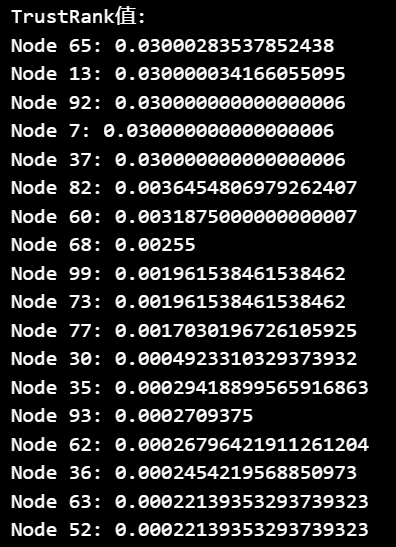 TrustRank值:
Node 65: 0.03000283537852438
Node 13: 0.030000034166055095
Node 92: 0.030000000000000006
Node 7: 0.030000000000000006
Node 37: 0.030000000000000006
Node 82: 0.0036454806979262407
Node 60: 0.0031875000000000007
Node 68: 0.00255
Node 99: 0.001961538461538462
Node 73: 0.001961538461538462
Node 77: 0.0017030196726105925
Node 30: 0.0004923310329373932
Node 35: 0.00029418899565916863
Node 93: 0.0002709375
Node 62: 0.00026796421911261204
Node 36: 0.0002454219568850973
Node 63: 0.00022139353293739323
Node 52: 0.00022139353293739323